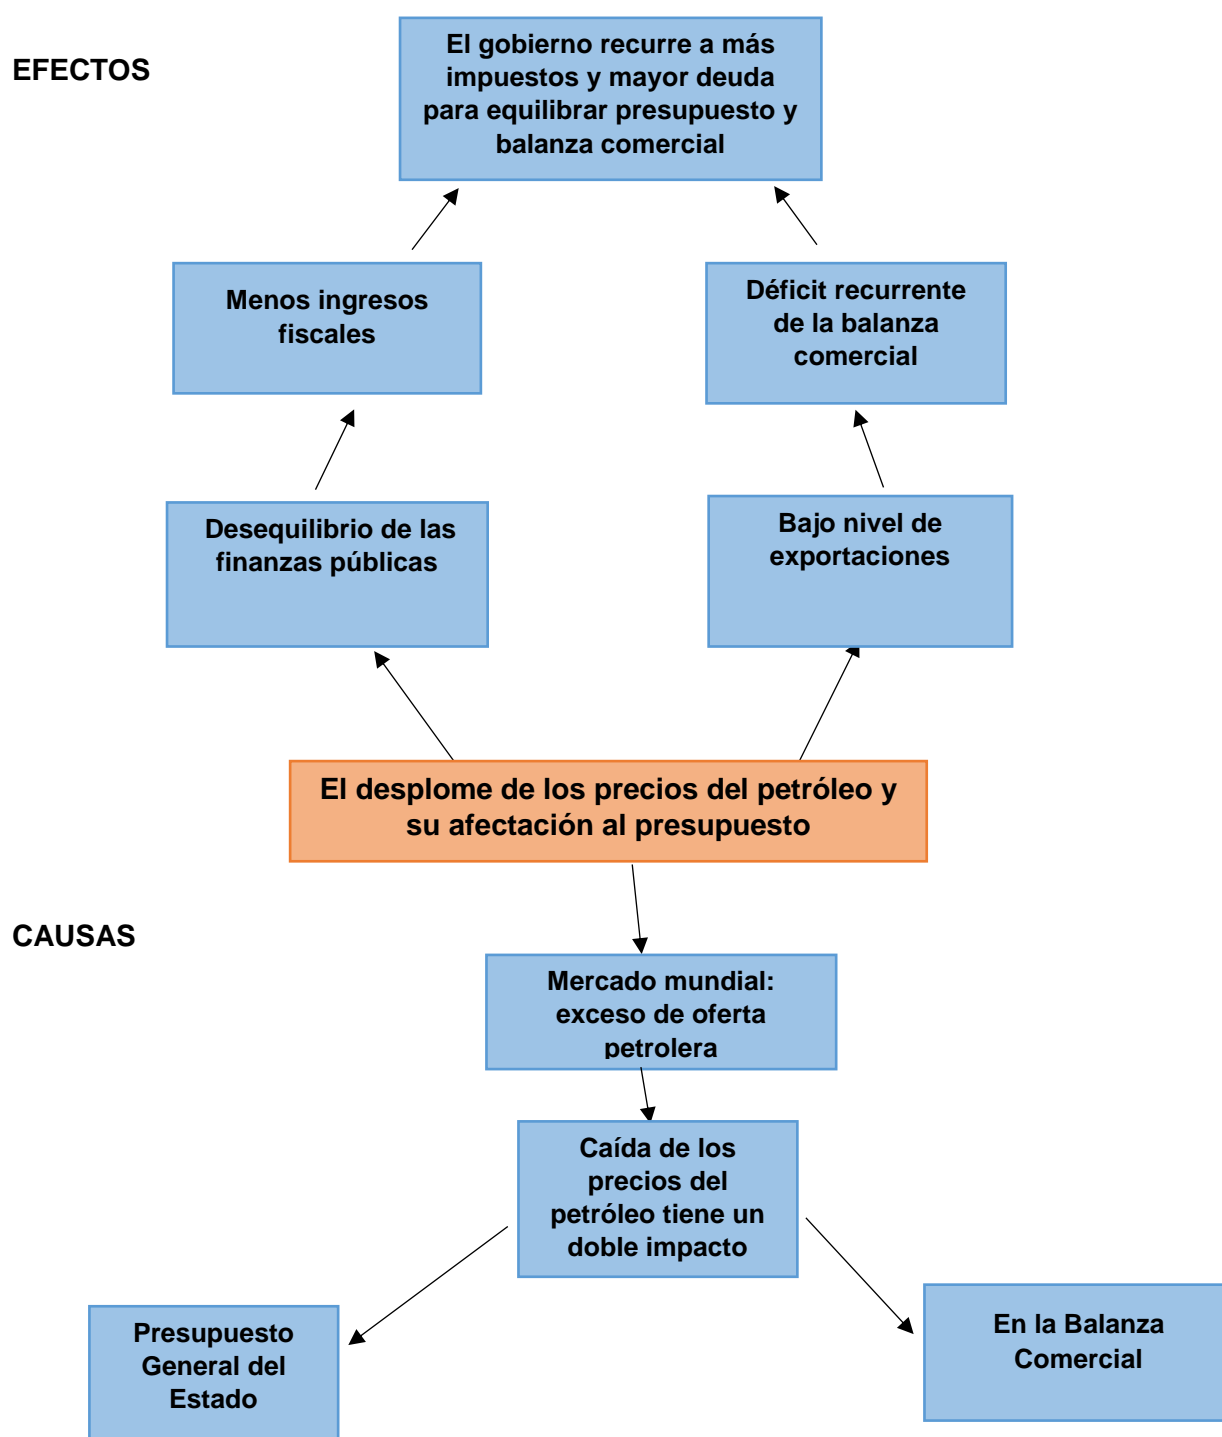 El gobierno recurre a más
impuestos y mayor deuda
para equilibrar presupuesto y
balanza comercial
EFECTOS
Menos ingresos
fiscales
Déficit recurrente
de la balanza
comercial
Desequilibrio de las
finanzas públicas
Bajo nivel de
exportaciones
El desplome de los precios del petróleo y
su afectación al presupuesto
CAUSAS
Mercado mundial:
exceso de oferta
petrolera
Caída de los
precios del
petróleo tiene un
doble impacto
Presupuesto
General del
Estado
En la Balanza
Comercial